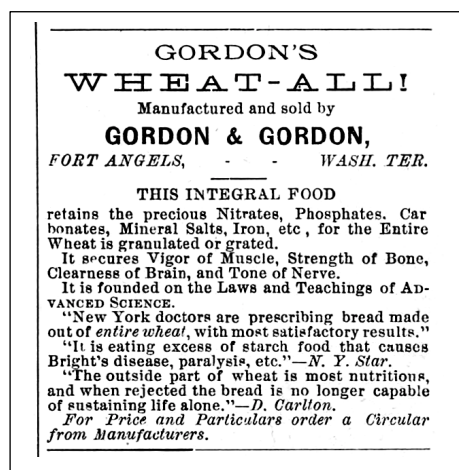 GORDON'S
WHEAT-ALL!
Manufactured and sold by
GORDON & GORDON,
FORT ANGELS, - - WASH. TER.
THIS INTEGRAL FOOD
retains the precious Nitrates, Phosphates. Car
bonates, Mineral Salts, Iron, etc, for the Entire
Wheat is granulated or grated.
It secures Vigor of Muscle, Strength of Bone,
Clearness of Brain, and Tone of Nerve.
It is founded on the Laws and Teachings of AD-
VANCED SCIENCE.
"New York doctors are prescribing bread made
out of entire wheat, with most satisfactory results."
"It is eating excess of starch food that causes
Bright's disease, paralysis, etc."—N. Y. Star.
"The outside part of wheat is most nutritious,
and when rejected the bread is no longer capable
of sustaining life alone."—D. Carlton.
For Price and Particulars order a Circular
from Manufacturers.